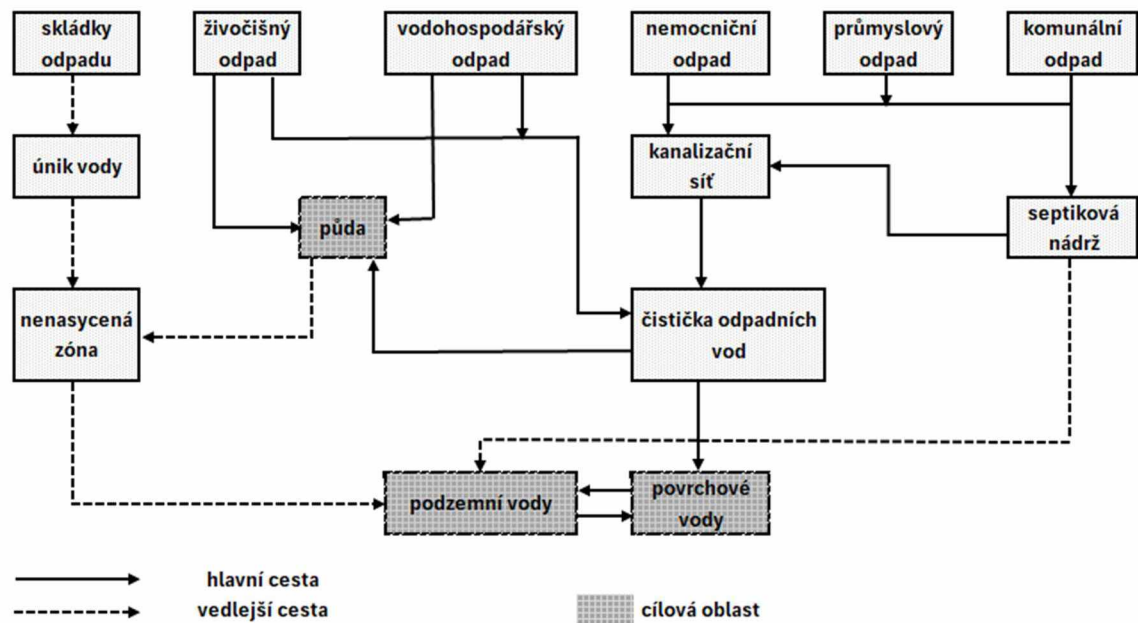 skládky
odpadu
živočišný
odpad
vodohospodářský
odpad
nemocniční
odpad
průmyslový
odpad
komunální
odpad
únik vody
kanalizační
síť
půda
septiková
nádrž
nenasycená
zóna
čistička odpadních
vod
podzemní vody
povrchové
vody
hlavní cesta
vedlejší cesta
cílová oblast